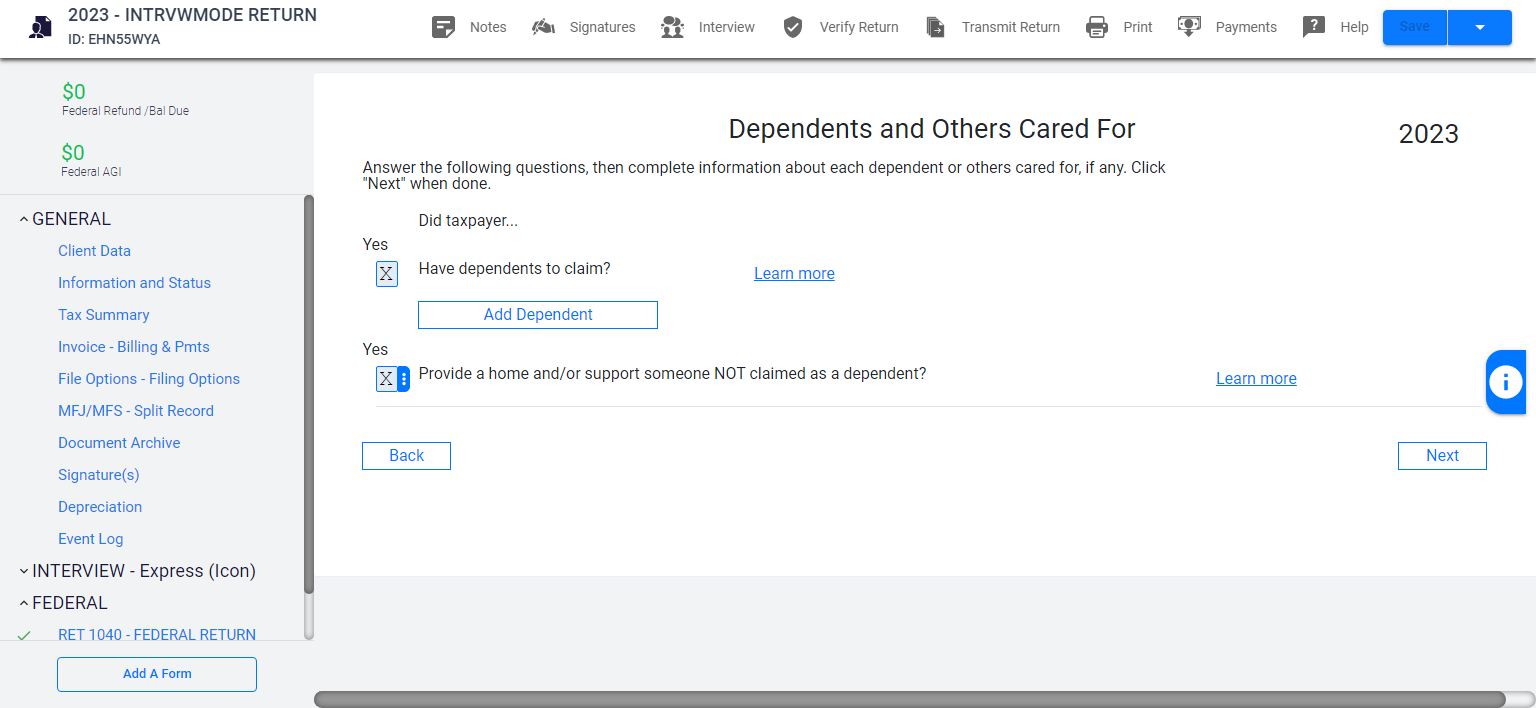 2023 - INTRVWMODE RETURN
ID: EHN55WYA
Notes
Signatures
Interview
Verify Return
Transmit Return
Print
Payments
Help
Save
$0
Federal Refund /Bal Due
$0
Federal AGI
GENERAL
Client Data
Information and Status
Tax Summary
Invoice - Billing & Pmts
File Options - Filing Options
MFJ/MFS - Split Record
Document Archive
Signature(s)
Depreciation
Event Log
INTERVIEW - Express (Icon)
FEDERAL
RET 1040 - FEDERAL RETURN
Add A Form
Dependents and Others Cared For
2023
Answer the following questions, then complete information about each dependent or others cared for, if any. Click
"Next" when done.
Did taxpayer...
Yes
X Have dependents to claim? Learn more
Add Dependent
Yes
X Provide a home and/or support someone NOT claimed as a dependent? Learn more
Back
Next